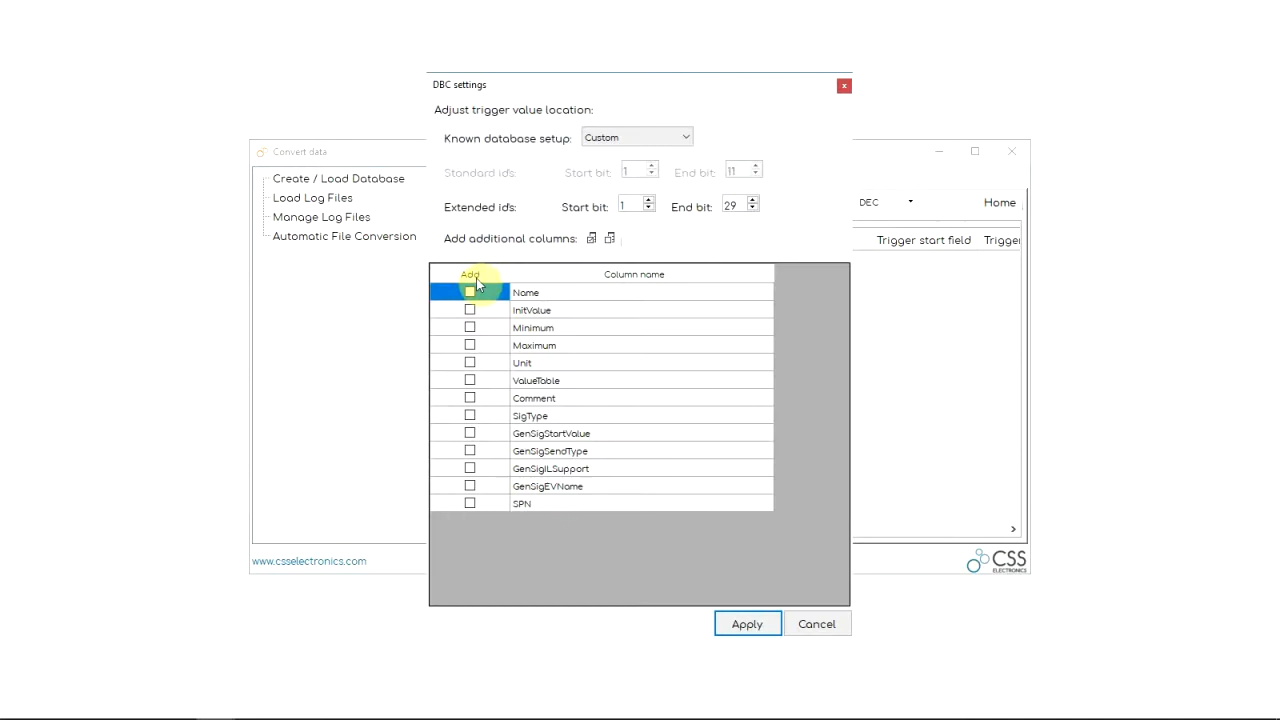 DBC settings
x
Adjust trigger value location:
Known database setup: Custom
Convert data
Standard id's: Start bit: 1 End bit: 11
Create / Load Database
Load Log Files
Extended id's: Start bit: 1 End bit: 29
DEC
Home
Manage Log Files
Automatic File Conversion
Add additional columns:
Trigger start field Trigge
Add Column name
Name
InitValue
Minimum
Maximum
Unit
ValueTable
Comment
SigType
GenSigStartValue
GenSigSendType
GenSigILSupport
GenSigEVName
SPN
www.csselectronics.com
CSS
ELECTRONICS
Apply
Cancel